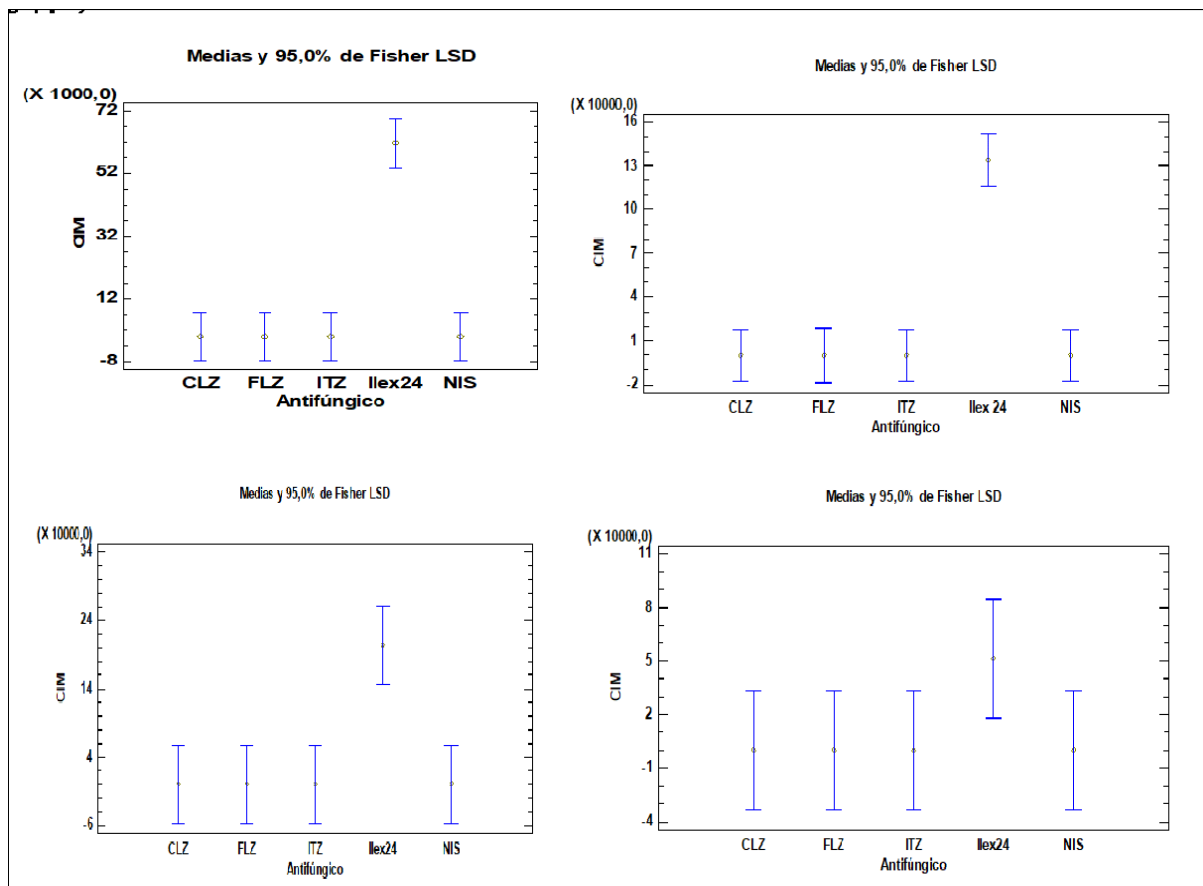 Medias y 95,0% de Fisher LSD
(X 1000,0)
72
52
32
12
-8
CIM
CLZ FLZ ITZ Ilex24 NIS
Antifúngico
Medias y 95,0% de Fisher LSD
(X 10000,0)
16
13
10
7
4
1
-2
CIM
CLZ FLZ ITZ Ilex 24 NIS
Antifúngico
Medias y 95,0% de Fisher LSD
(X 10000,0)
34
24
14
4
-6
CIM
CLZ FLZ ITZ Ilex24 NIS
Antifúngico
Medias y 95,0% de Fisher LSD
(X 10000,0)
11
8
5
2
-1
-4
CIM
CLZ FLZ ITZ Ilex24 NIS
Antifúngico